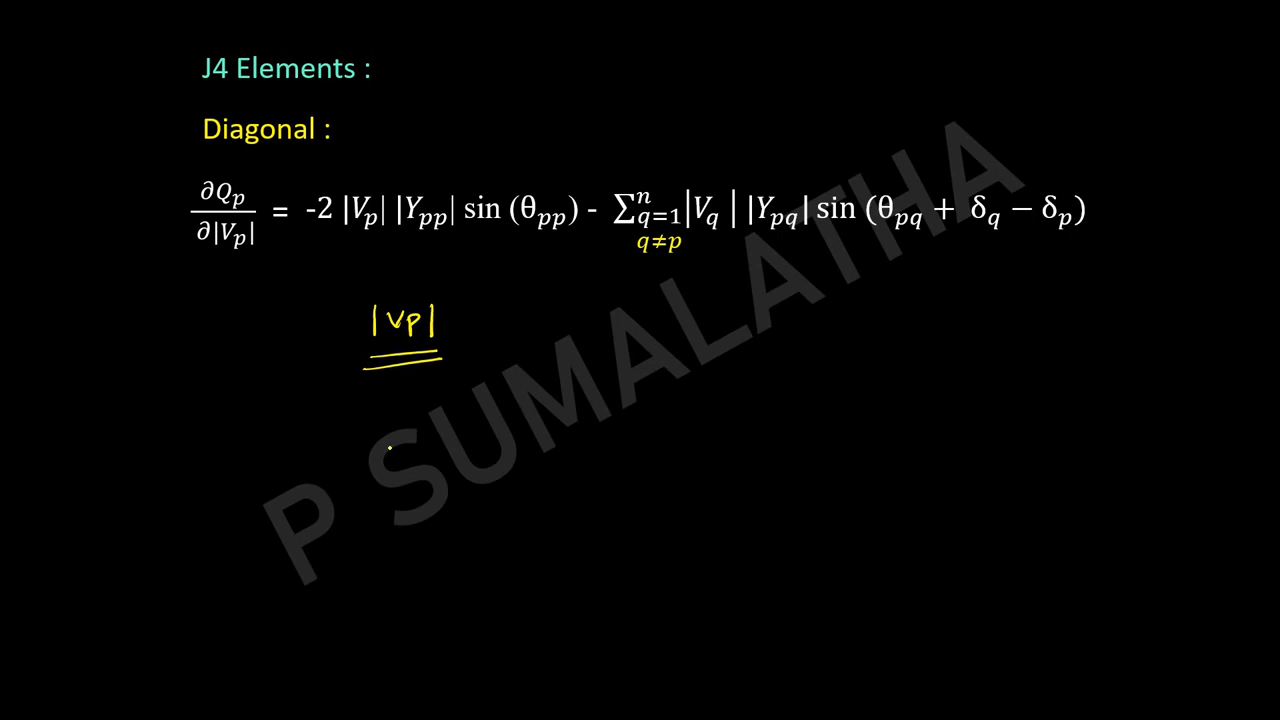 J4 Elements :
Diagonal :
∂Q_p / ∂|V_p| = -2 |V_p| |Y_pp| sin (θ_pp) - ∑_{q=1}^{n} |V_q| |Y_pq| sin (θ_pq + δ_q − δ_p)
q≠p
|Vp|
P SUMALATHA